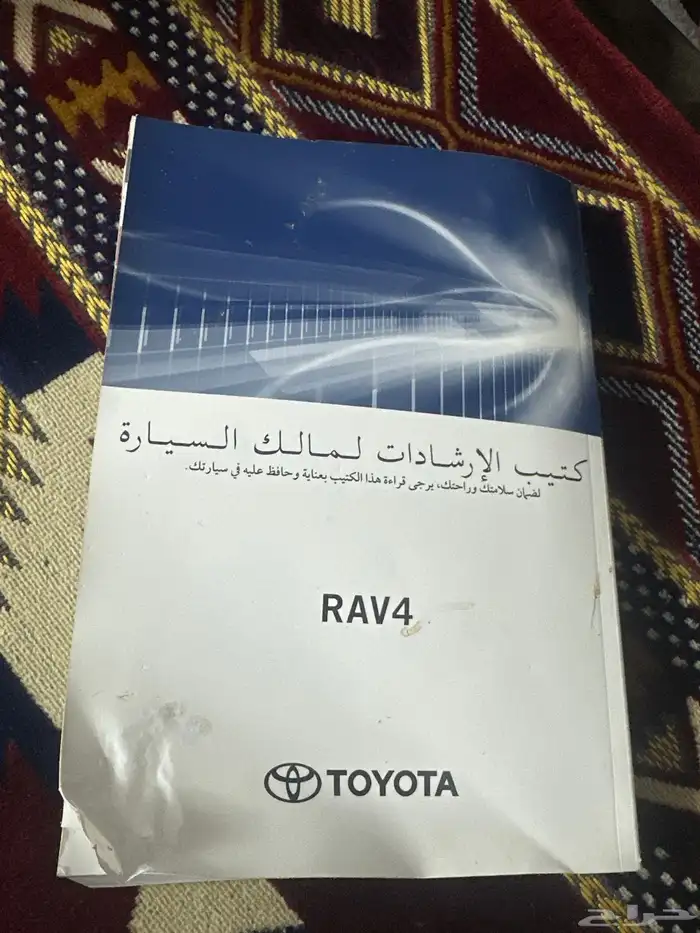 كتيب الإرشادات لمالك السيارة
لضمان سلامتك وراحتك، يرجى قراءة هذا الكتيب بعناية وحافظ عليه في سيارتك.
RAV4
TOYOTA
حراج